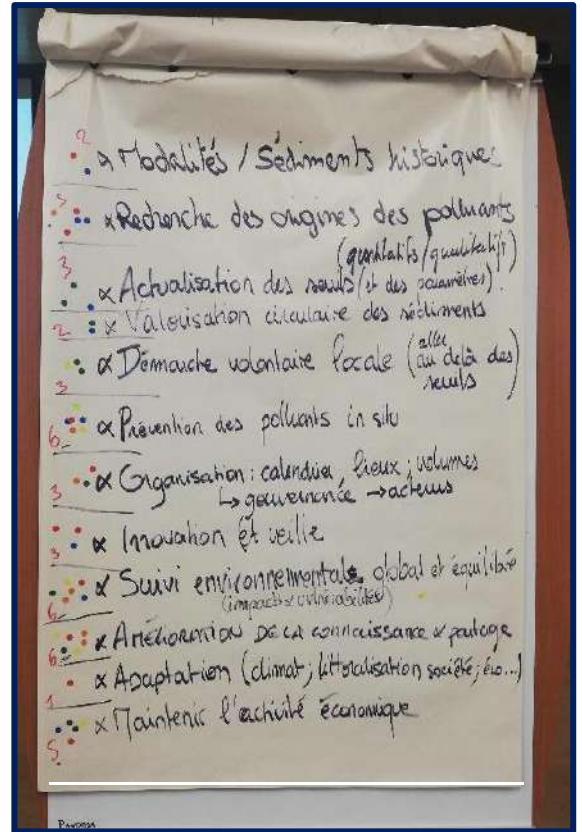 2 × Modalités / Sédiments historiques
5 × Recherche des origines des polluants
(quantitatifs/qualitatifs)
3 × Actualisation des seuils (et des paramètres)
2 × Valorisation circulaire des sédiments
3 × Démarche volontaire locale (aller au delà des seuils)
6 × Prévention des polluants in situ
3 × Organisation : calendrier, lieux ; volumes
↳ gouvernance → acteurs
3 × Innovation et veille
6 × Suivi environnemental global et équilibré
(impacts × vulnérabilités)
6 × AMÉLIORATION DE LA connaissance × partage
1 × Adaptation (climat ; littoralisation société ; éco...)
5 × Maintenir l'activité économique